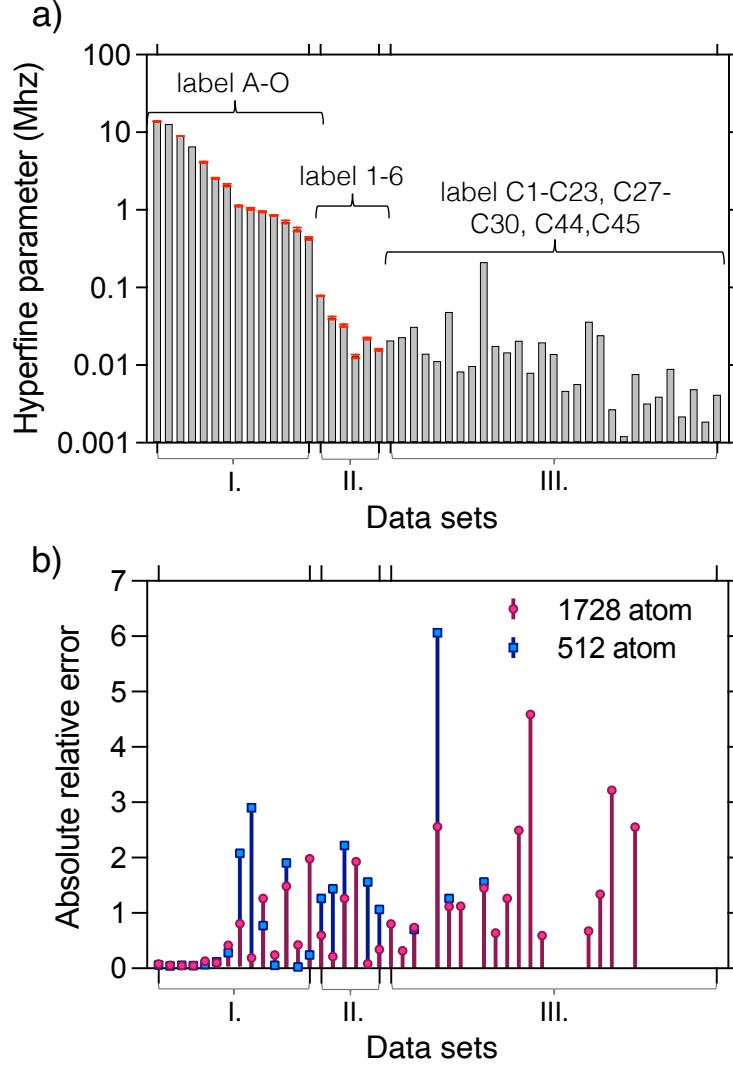 a)
Hyperfine parameter (Mhz)
100
10
1
0.1
0.01
0.001
label A-O
label 1-6
label C1-C23, C27-
C30, C44,C45
I.
II.
III.
Data sets
b)
Absolute relative error
7
6
5
4
3
2
1
0
1728 atom
512 atom
I.
II.
III.
Data sets